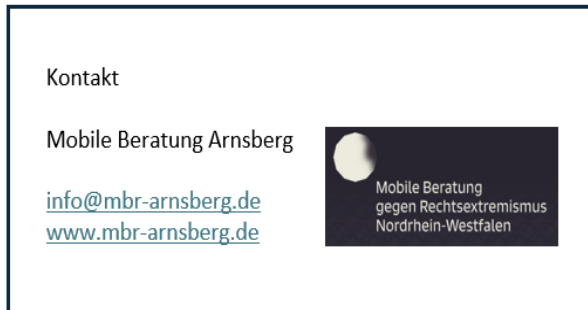 Kontakt
Mobile Beratung Arnsberg
info@mbr-arnsberg.de
www.mbr-arnsberg.de
Mobile Beratung
gegen Rechtsextremismus
Nordrhein-Westfalen